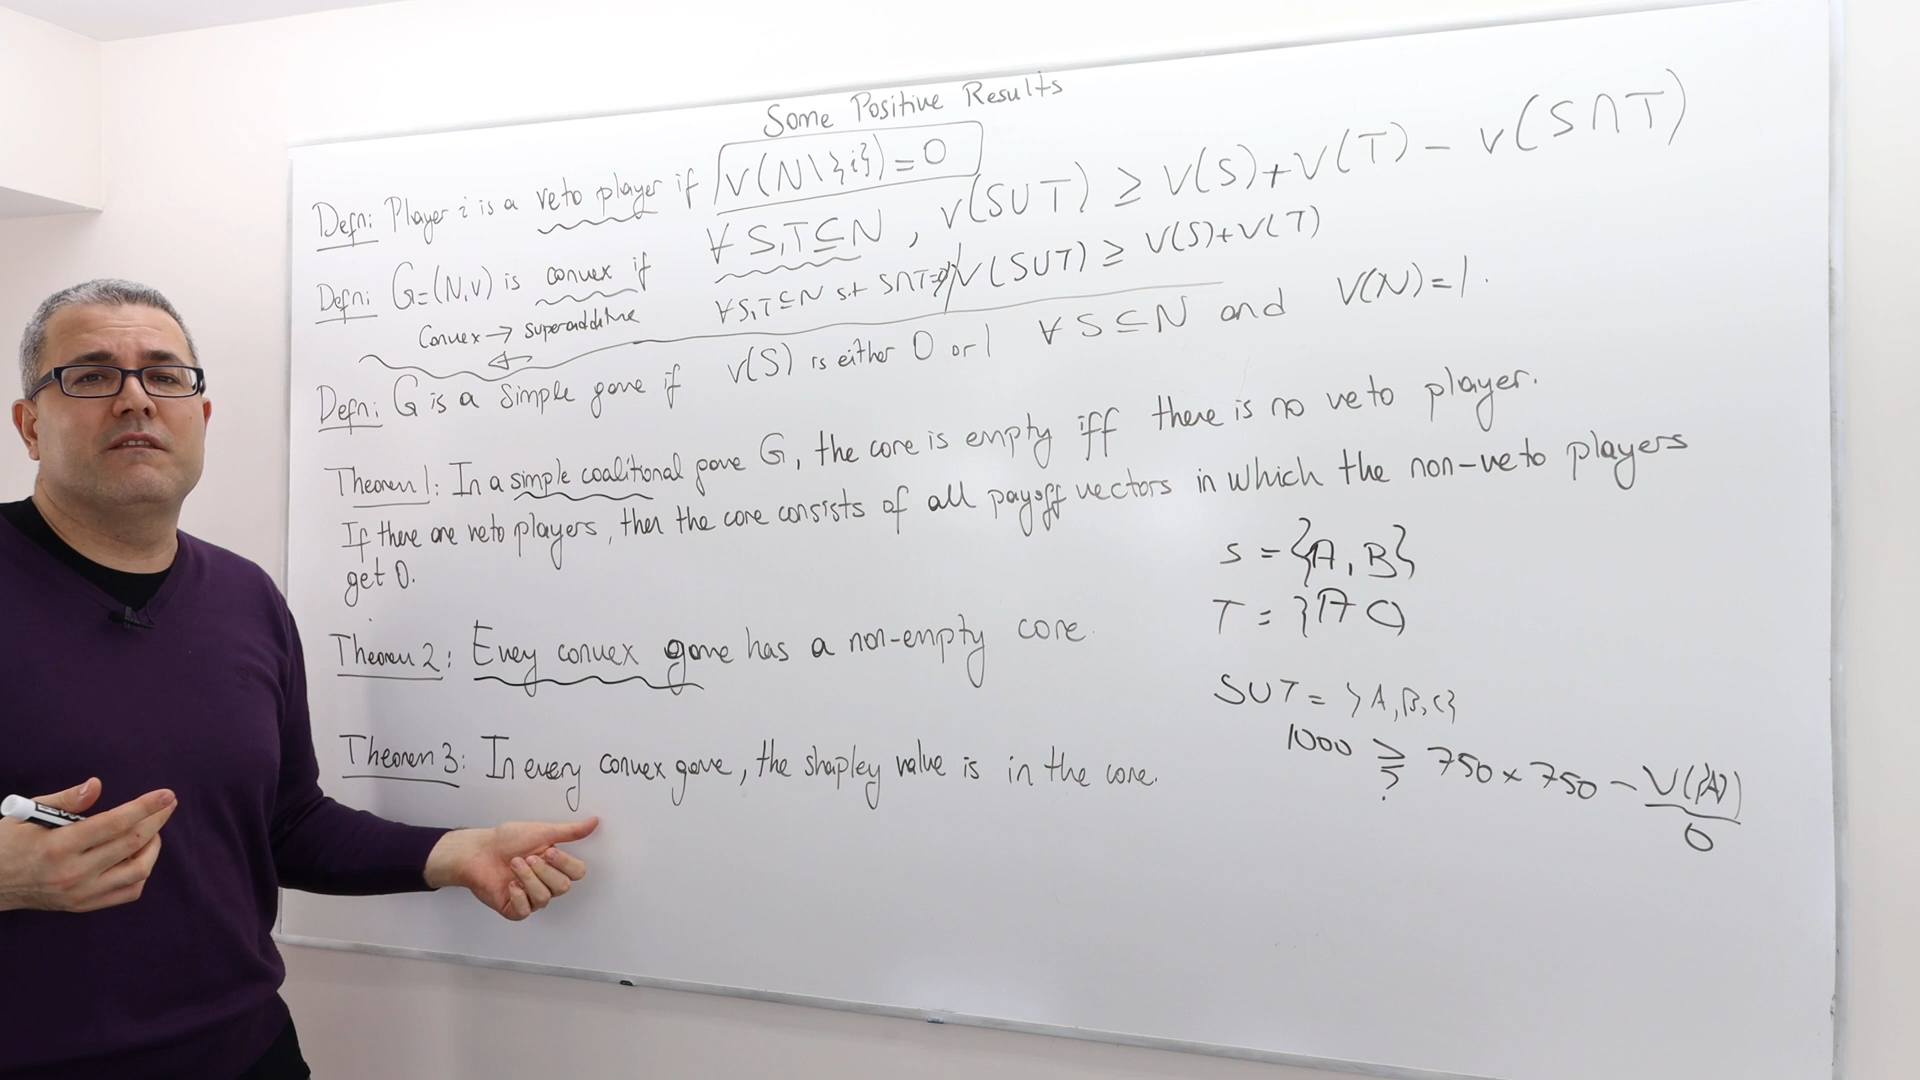 Some Positive Results
Defn: Player i is a veto player if v(N\{i})=0
Defn: G=(N,v) is convex if ∀ S,T⊆N, v(S∪T) ≥ v(S)+v(T) - v(S∩T)
Convex → superadditive ∀ S,T⊆N s.t S∩T=∅, v(S∪T) ≥ v(S)+v(T)
Defn: G is a simple game if v(S) is either 0 or 1 ∀ S⊆N and v(N)=1.
Theorem 1: In a simple coalitional game G, the core is empty iff there is no veto player.
If there are veto players, then the core consists of all payoff vectors in which the non-veto players
get 0.
S = {A, B}
T = {A C}
Theorem 2: Every convex game has a non-empty core.
S∪T = {A, B, C}
1000 ≥ 750 + 750 - v({A})
? 0
Theorem 3: In every convex game, the shapley value is in the core.